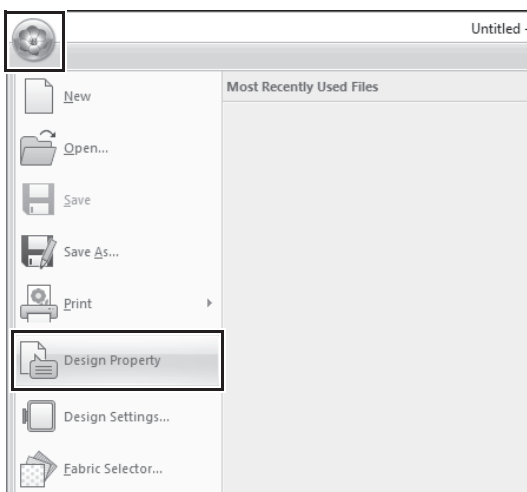 Untitled -
Most Recently Used Files
New
Open...
Save
Save As...
Print
Design Property
Design Settings...
Fabric Selector...